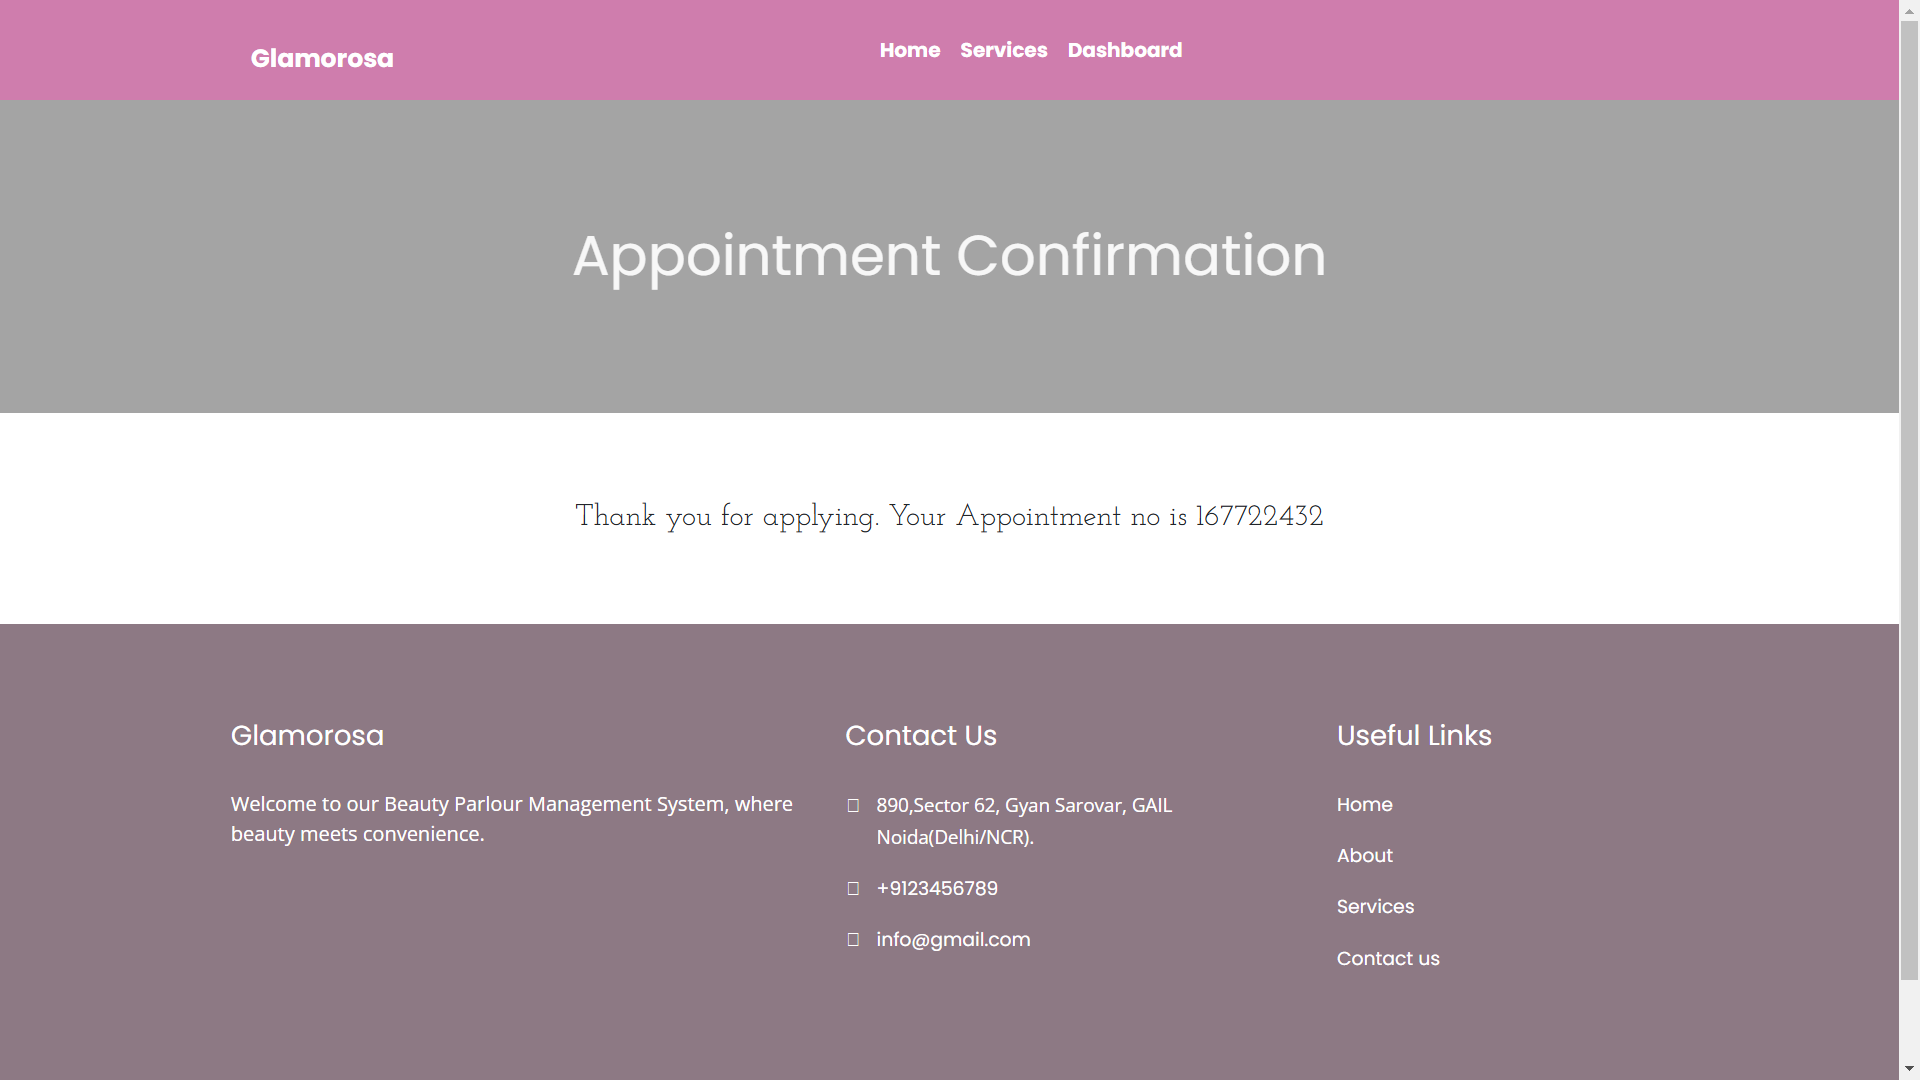 Glamorosa
Home Services Dashboard
Appointment Confirmation
Thank you for applying. Your Appointment no is 167722432
Glamorosa
Welcome to our Beauty Parlour Management System, where
beauty meets convenience.
Contact Us
890,Sector 62, Gyan Sarovar, GAIL
Noida(Delhi/NCR).
+9123456789
info@gmail.com
Useful Links
Home
About
Services
Contact us